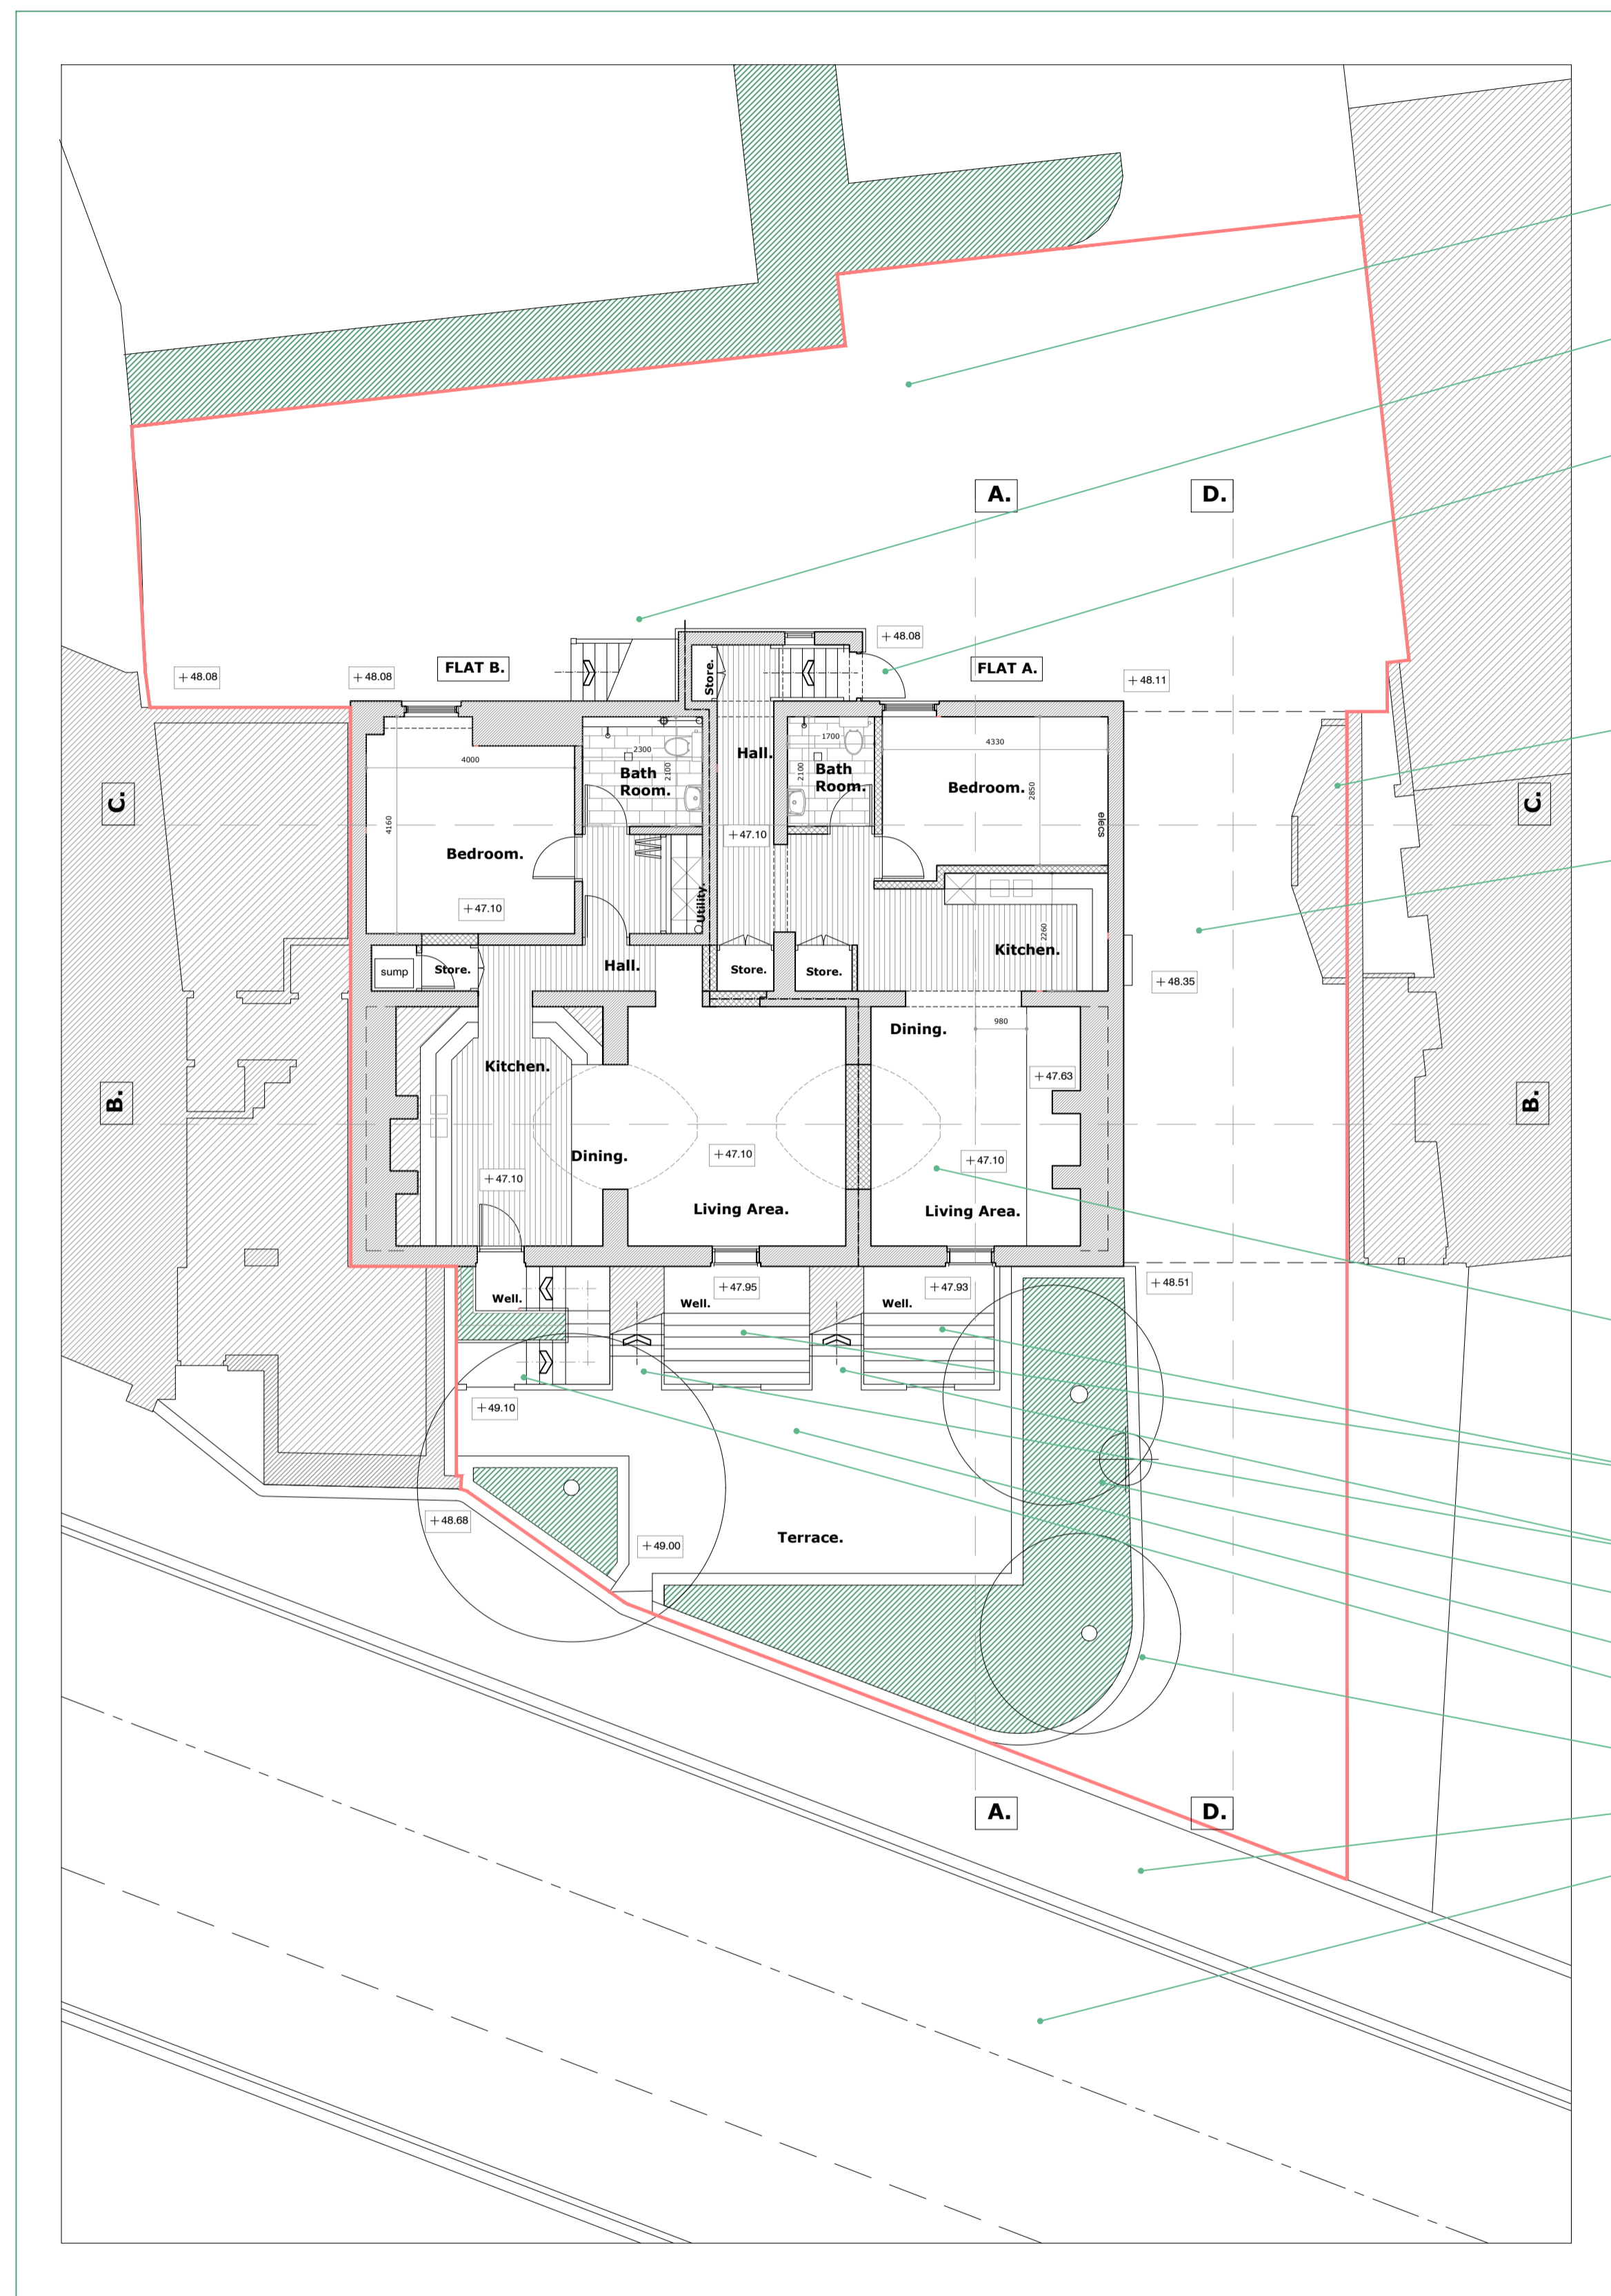 A.
D.
+48.08
FLAT B.
FLAT A.
+48.08
+48.08
+48.11
Store.
Hall.
1700
4330
2300
4000
Bath
Room.
2100
Bath
Room.
2100
Bedroom.
2850
elecs
C.
C.
4160
+47.10
Bedroom.
Utility.
+47.10
Kitchen.
2260
Hall.
sump
Store.
Store.
Store.
+48.35
980
Dining.
Kitchen.
+47.63
B.
B.
Dining.
+47.10
+47.10
+47.10
Living Area.
Living Area.
+48.51
+47.95
+47.93
Well.
Well.
Well.
+49.10
+48.68
Terrace.
+49.00
A.
D.